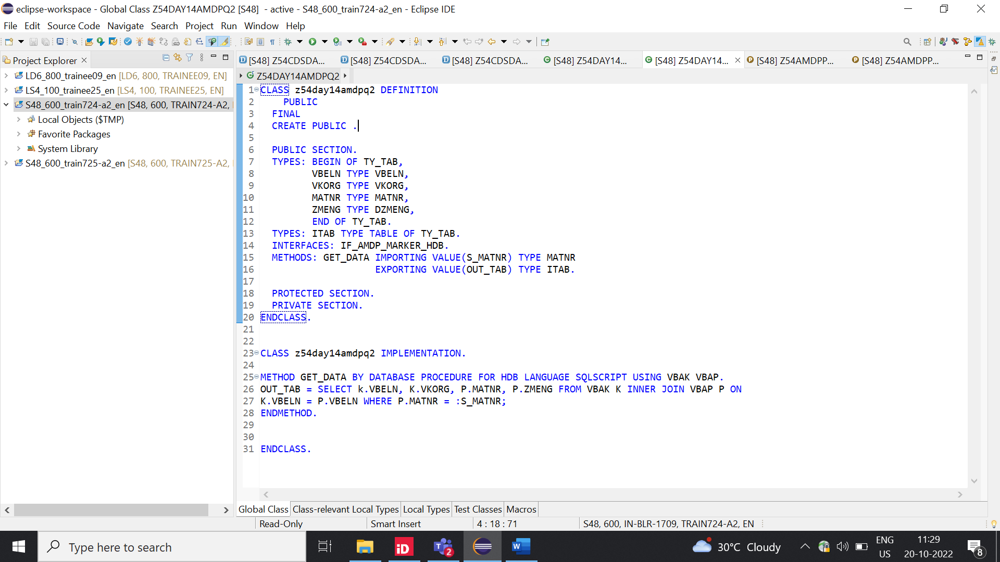 eclipse-workspace - Global Class Z54DAY14AMDPQ2 [S48]  - active - S48_600_train724-a2_en - Eclipse IDE
File Edit Source Code Navigate Search Project Run Window Help
Project Explorer
[S48] Z54CDSDA...
[S48] Z54CDSDA...
[S48] Z54CDSDA...
[S48] Z54DAY14...
[S48] Z54DAY14...
[S48] Z54AMDPP...
[S48] Z54AMDPP...
LD6_800_trainee09_en [LD6, 800, TRAINEE09, EN]
LS4_100_trainee25_en [LS4, 100, TRAINEE25, EN]
S48_600_train724-a2_en [S48, 600, TRAIN724-A2,
Local Objects ($TMP)
Favorite Packages
System Library
S48_600_train725-a2_en [S48, 600, TRAIN725-A2,
Z54DAY14AMDPQ2
1 CLASS z54day14amdpq2 DEFINITION
2 PUBLIC
3 FINAL
4 CREATE PUBLIC .
5
6 PUBLIC SECTION.
7 TYPES: BEGIN OF TY_TAB,
8 VBELN TYPE VBELN,
9 VKORG TYPE VKORG,
10 MATNR TYPE MATNR,
11 ZMENG TYPE DZMENG,
12 END OF TY_TAB.
13 TYPES: ITAB TYPE TABLE OF TY_TAB.
14 INTERFACES: IF_AMDP_MARKER_HDB.
15 METHODS: GET_DATA IMPORTING VALUE(S_MATNR) TYPE MATNR
16 EXPORTING VALUE(OUT_TAB) TYPE ITAB.
17
18 PROTECTED SECTION.
19 PRIVATE SECTION.
20 ENDCLASS.
21
22
23 CLASS z54day14amdpq2 IMPLEMENTATION.
24
25 METHOD GET_DATA BY DATABASE PROCEDURE FOR HDB LANGUAGE SQLSCRIPT USING VBAK VBAP.
26 OUT_TAB = SELECT k.VBELN, K.VKORG, P.MATNR, P.ZMENG FROM VBAK K INNER JOIN VBAP P ON
27 K.VBELN = P.VBELN WHERE P.MATNR = :S_MATNR;
28 ENDMETHOD.
29
30
31 ENDCLASS.
Global Class Class-relevant Local Types Local Types Test Classes Macros
Read-Only Smart Insert 4 : 18 : 71 S48, 600, IN-BLR-1709, TRAIN724-A2, EN
Type here to search
iD
2
W
30°C Cloudy
ENG
US
11:29
20-10-2022
8